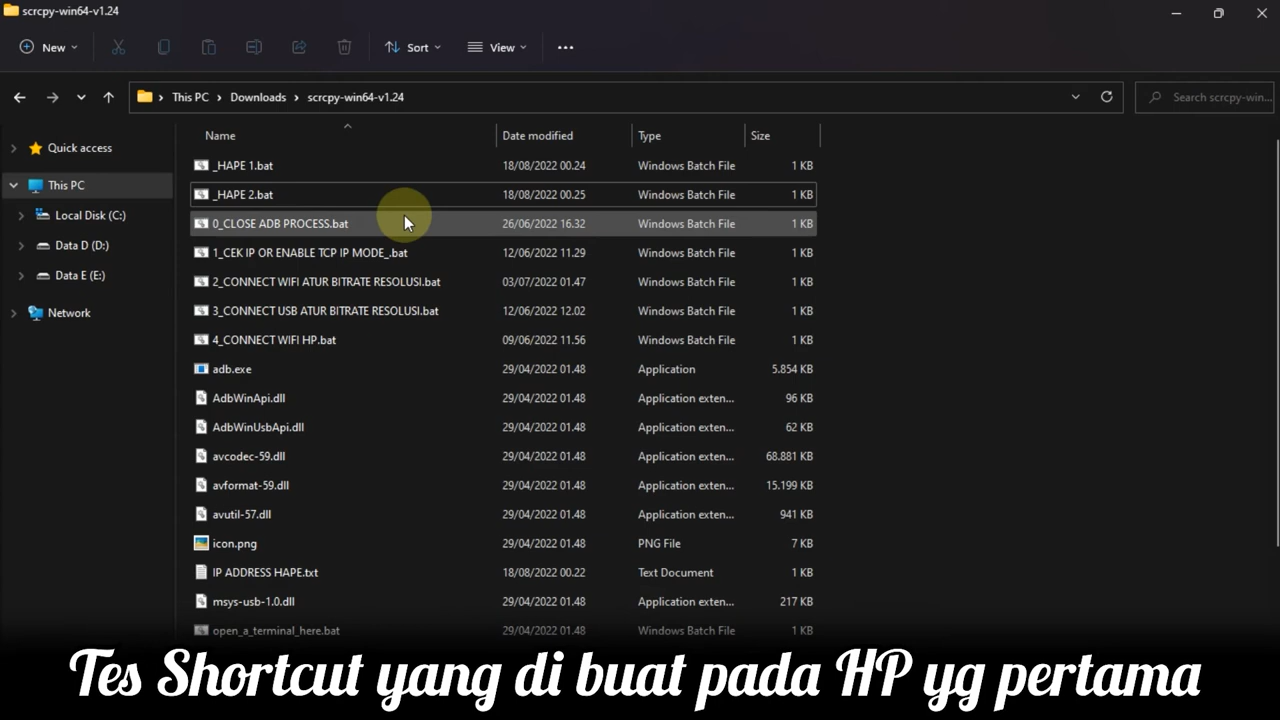 scrcpy-win64-v1.24
New Sort View
This PC > Downloads > scrcpy-win64-v1.24 Search scrcpy-win...
Quick access
This PC
Local Disk (C:)
Data D (D:)
Data E (E:)
Network
Name Date modified Type Size
_HAPE 1.bat 18/08/2022 00.24 Windows Batch File 1 KB
_HAPE 2.bat 18/08/2022 00.25 Windows Batch File 1 KB
0_CLOSE ADB PROCESS.bat 26/06/2022 16.32 Windows Batch File 1 KB
1_CEK IP OR ENABLE TCP IP MODE_.bat 12/06/2022 11.29 Windows Batch File 1 KB
2_CONNECT WIFI ATUR BITRATE RESOLUSI.bat 03/07/2022 01.47 Windows Batch File 1 KB
3_CONNECT USB ATUR BITRATE RESOLUSI.bat 12/06/2022 12.02 Windows Batch File 1 KB
4_CONNECT WIFI HP.bat 09/06/2022 11.56 Windows Batch File 1 KB
adb.exe 29/04/2022 01.48 Application 5.854 KB
AdbWinApi.dll 29/04/2022 01.48 Application exten... 96 KB
AdbWinUsbApi.dll 29/04/2022 01.48 Application exten... 62 KB
avcodec-59.dll 29/04/2022 01.48 Application exten... 68.881 KB
avformat-59.dll 29/04/2022 01.48 Application exten... 15.199 KB
avutil-57.dll 29/04/2022 01.48 Application exten... 941 KB
icon.png 29/04/2022 01.48 PNG File 7 KB
IP ADDRESS HAPE.txt 18/08/2022 00.22 Text Document 1 KB
msys-usb-1.0.dll 29/04/2022 01.48 Application exten... 217 KB
open_a_terminal_here.bat 29/04/2022 01.48 Windows Batch File 1 KB
Tes Shortcut yang di buat pada HP yg pertama